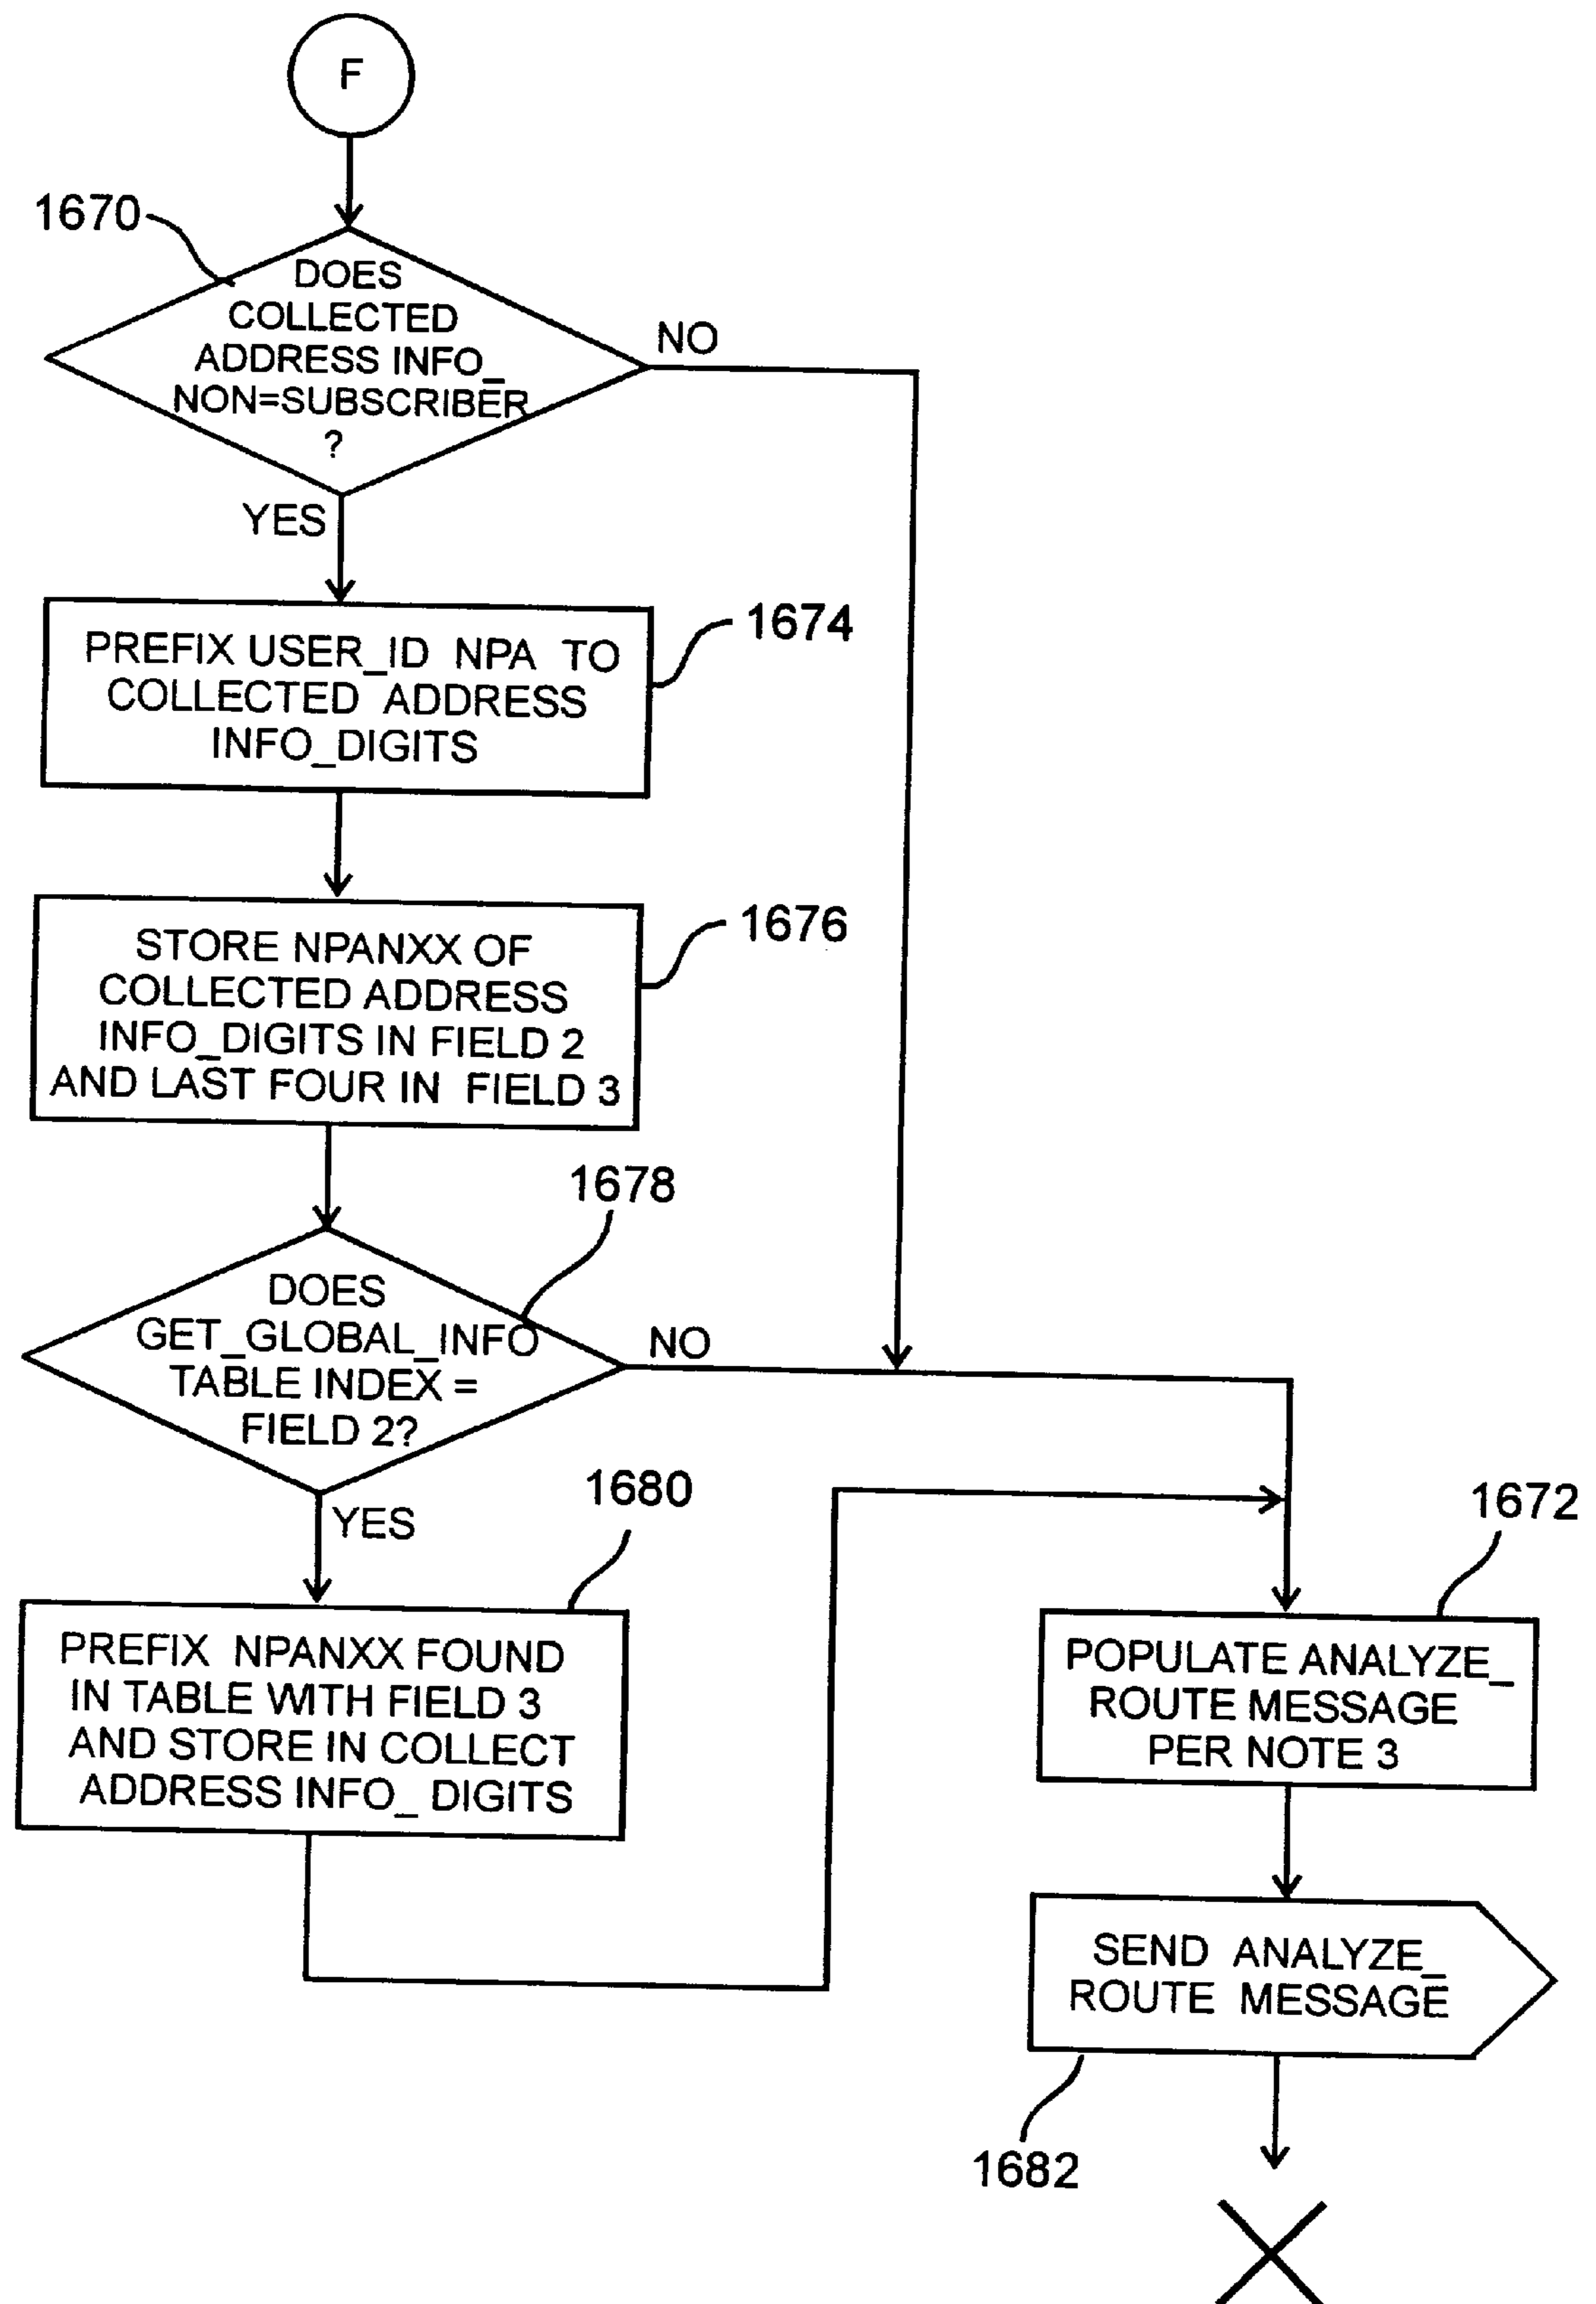 F
1670
DOES
COLLECTED
ADDRESS INFO_
NON=SUBSCRIBER
?
NO
YES
PREFIX USER_ID NPA TO
COLLECTED ADDRESS
INFO_DIGITS
1674
STORE NPANXX OF
COLLECTED ADDRESS
INFO_DIGITS IN FIELD 2
AND LAST FOUR IN FIELD 3
1676
1678
DOES
GET_GLOBAL_INFO
TABLE INDEX =
FIELD 2?
NO
YES
1680
PREFIX NPANXX FOUND
IN TABLE WITH FIELD 3
AND STORE IN COLLECT
ADDRESS INFO_ DIGITS
1672
POPULATE ANALYZE_
ROUTE MESSAGE
PER NOTE 3
SEND ANALYZE_
ROUTE MESSAGE
1682